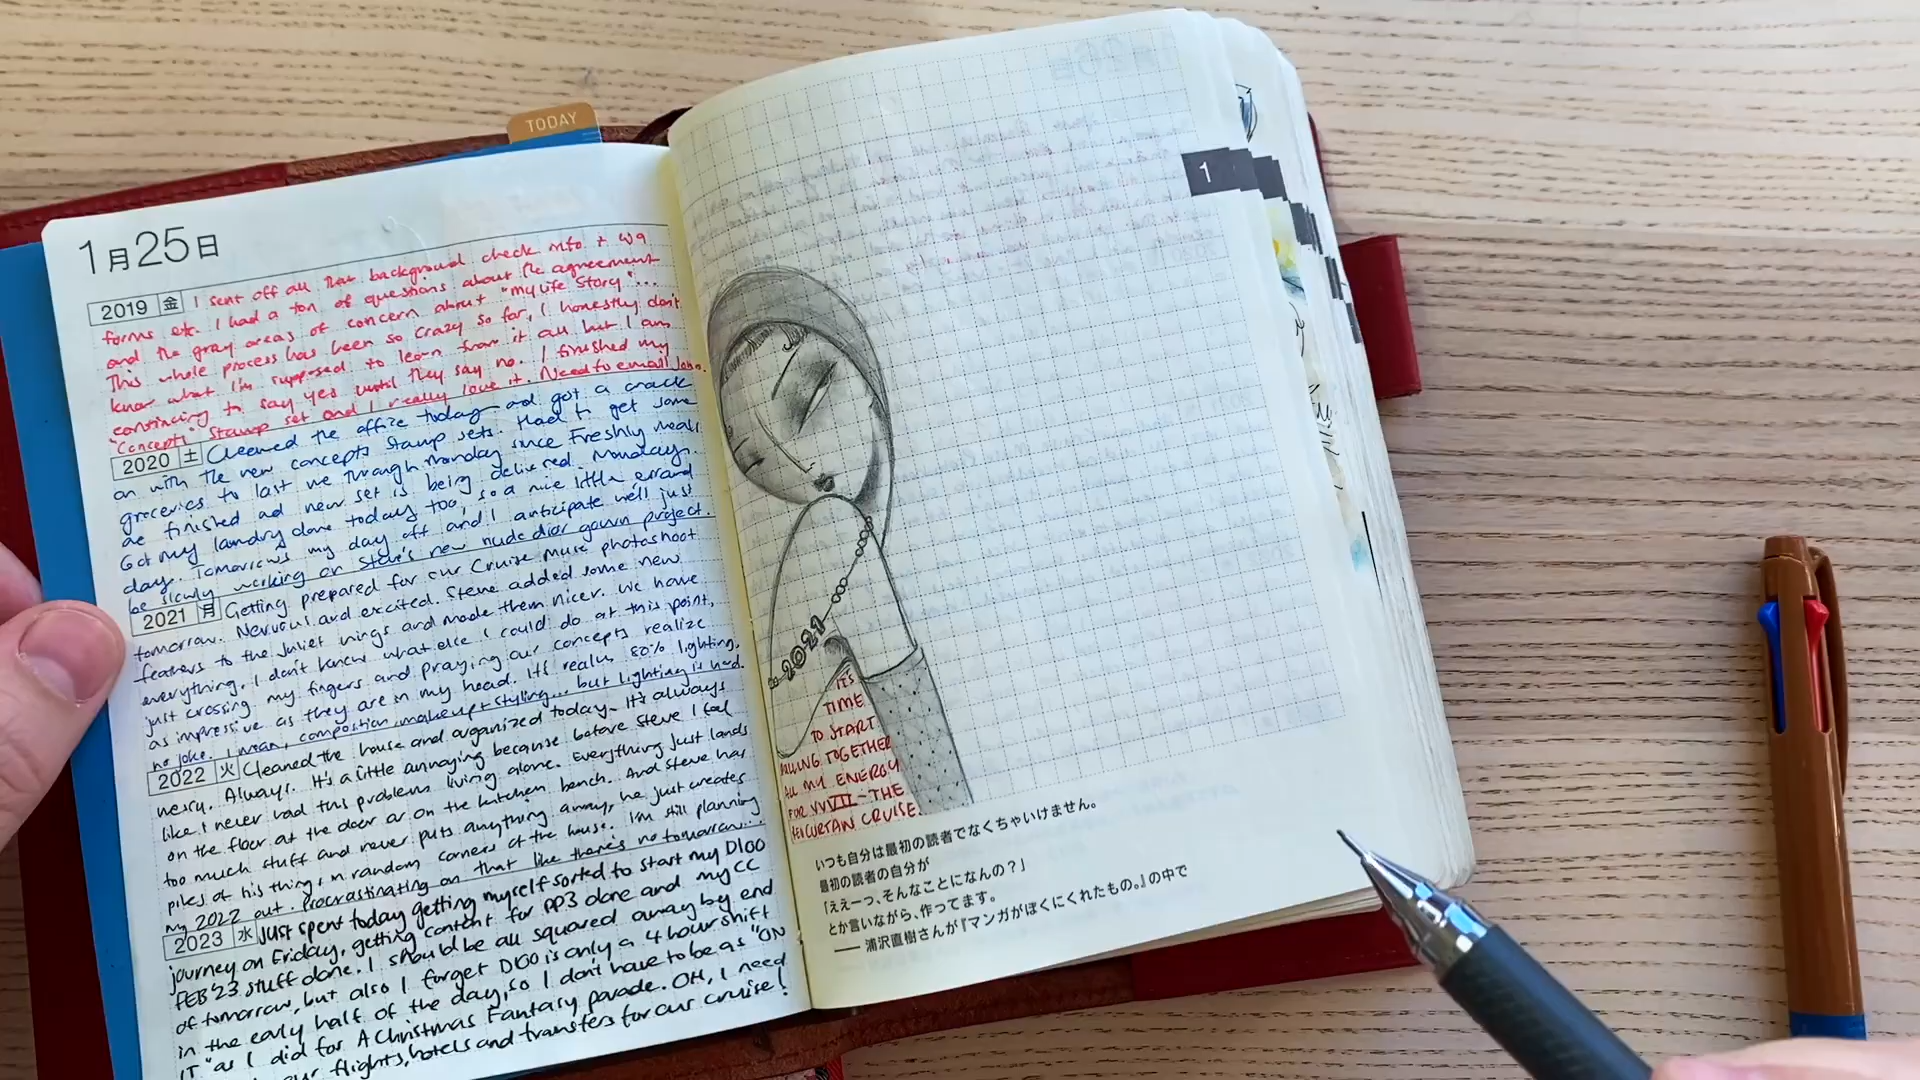 TODAY
1月25日
2019 金 I sent off all that background check info. + W9
forms etc. I had a ton of questions about the agreement
and the gray areas of concern about "my life story"...
This whole process has been so crazy so far, I honestly don't
know what I'm supposed to learn from it all but I am
continuing to say yes until they say no. I finished my
"Concepts" stamp set and I really love it. Need to email
2020 土 Cleaned the office today and got a crack
on with the new concepts stamp sets. Had to get some
groceries to last we through Monday since Freshly meals
are finished and new set is being delivered Monday.
Got my laundry done today too, so a nice little errand
day. Tomorrow's my day off and I anticipate we'll just
be slowly working on Steve's new nude dior gown project.
2021 月 Getting prepared for our Cruise Muse photoshoot
tomorrow. Nervous and excited. Steve added some new
feathers to the Juliet wings and made them nicer. We have
everything. I don't know what else I could do at this point,
just crossing my fingers and praying our concepts realize
as impressive as they are in my head. It's really 80% lighting,
no joke. I mean, composition, makeup + styling... but lighting is hard.
2022 火 Cleaned the house and organized today. It's always
messy. Always. It's a little annoying because before Steve I feel
like I never had this problem living alone. Everything just lands
on the floor at the door or on the kitchen bench. And Steve has
too much stuff and never puts anything away, he just creates
piles of his thing, in random corners of the house. I'm still planning
my 2022 out. Procrastinating on that like there's no tomorrow...
2023 水 Just spent today getting myself sorted to start my D100
journey on Friday, getting content for PP3 done and my CC
FEB'23 stuff done. I should be all squared away by end
of tomorrow, but also I forget D100 is only a 4 hour shift
in the early half of the day, so I don't have to be as "ON
IT" as I did for A Christmas Fantasy parade. OH, I need
our flights, hotels and transfers for our cruise!
1
2021
IT'S
TIME
TO START
PULLING TOGETHER
ALL MY ENERGY
FOR VVVII - THE
CURTAIN CRUISE.
いつも自分は最初の読者でなくちゃいけません。
最初の読者の自分が
「ええーっ、そんなことになんの？」
とか言いながら、作ってます。
── 浦沢直樹さんが『マンガがぼくにくれたもの。』の中で